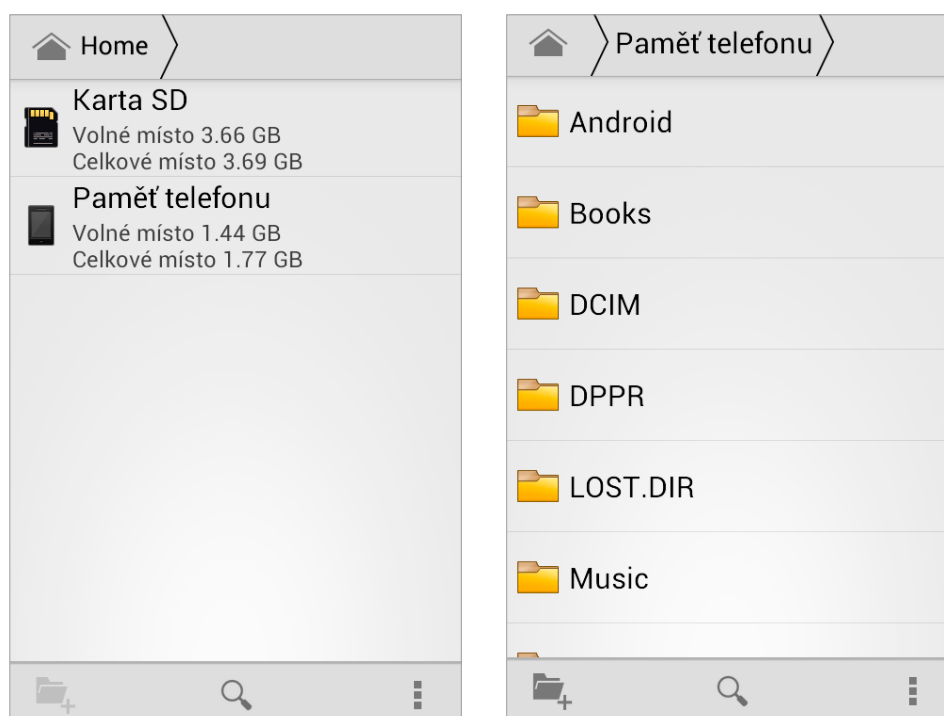 Home
Karta SD
Volné místo 3.66 GB
Celkové místo 3.69 GB
Paměť telefonu
Volné místo 1.44 GB
Celkové místo 1.77 GB
Paměť telefonu
Android
Books
DCIM
DPPR
LOST.DIR
Music